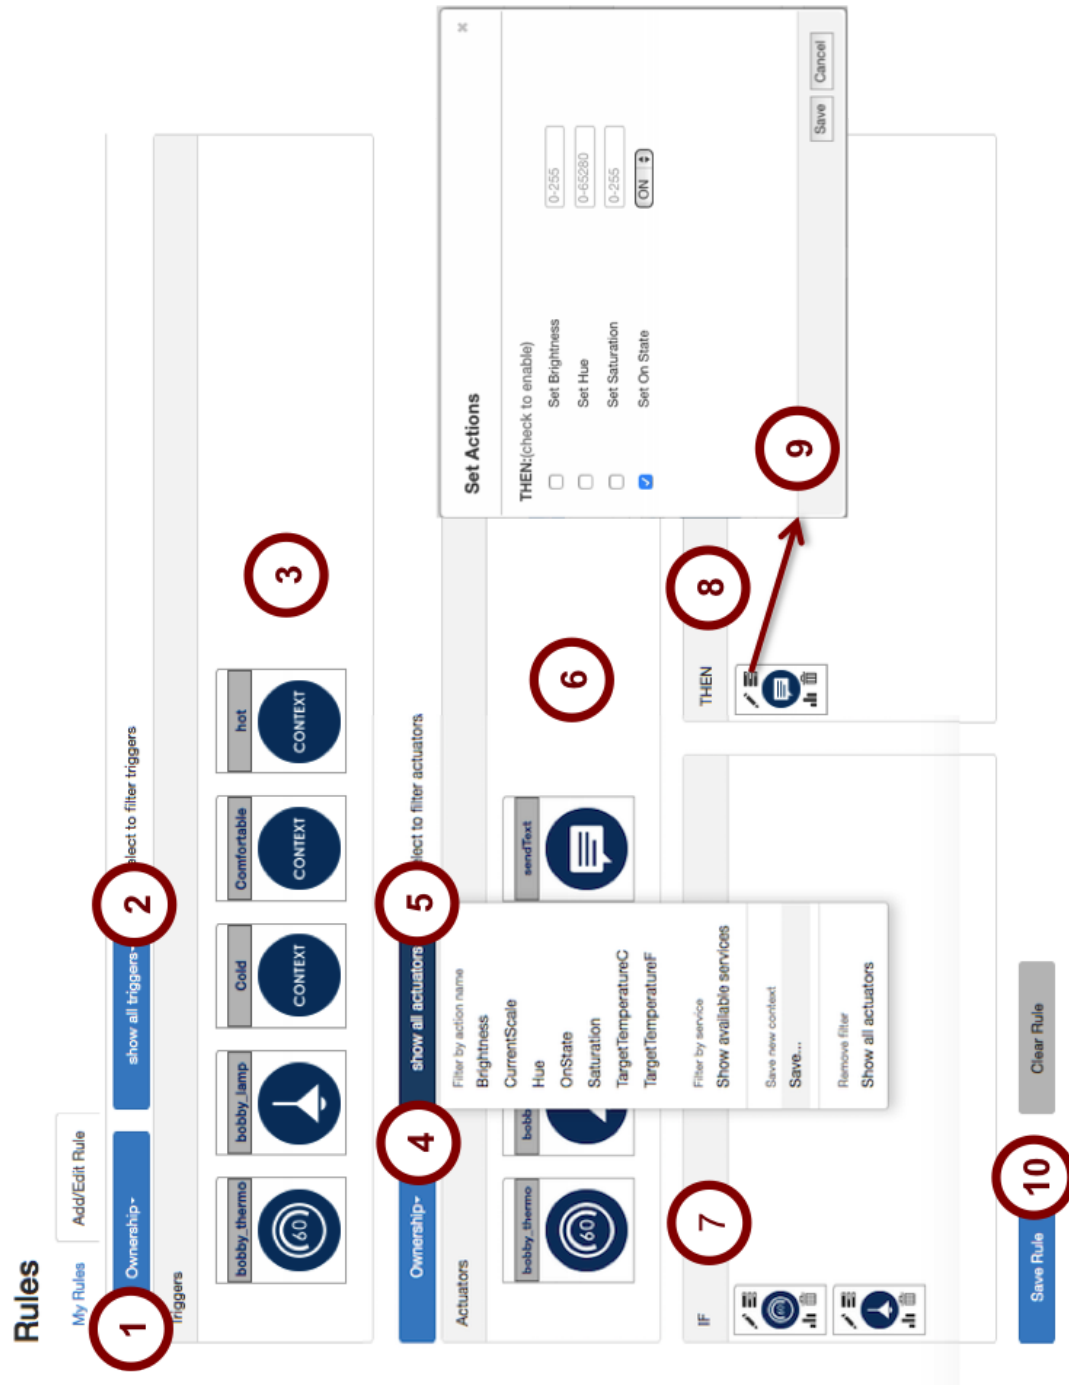 Rules
My Rules
Add/Edit Rule
1
Ownership
show all triggers
2
elect to filter triggers
Triggers
bobby_thermo
bobby_lamp
Cold
Comfortable
hot
60
CONTEXT
CONTEXT
CONTEXT
3
Ownership
4
show all actuators
5
elect to filter actuators
Actuators
Filter by action name
Brightness
CurrentScale
Hue
OnState
Saturation
TargetTemperatureC
TargetTemperatureF
Filter by service
Show available services
Save new context
Save...
Remove filter
Show all actuators
bobby_thermo
bobb
sendText
60
6
Set Actions
×
THEN:(check to enable)
Set Brightness
0-255
Set Hue
0-65280
Set Saturation
0-255
Set On State
ON
9
Save
Cancel
7
IF
8
THEN
Save Rule
10
Clear Rule